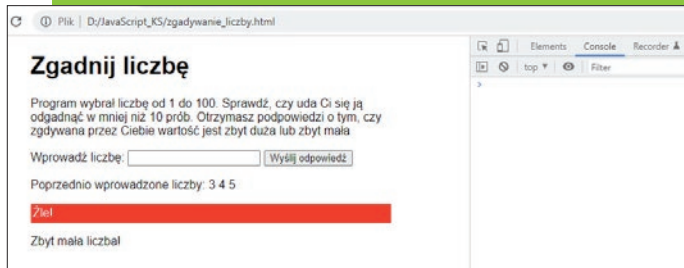 Plik | D:/JavaScript_KS/zgadywanie_liczby.html
Elements Console Recorder
top Filter
Zgadnij liczbę
Program wybrał liczbę od 1 do 100. Sprawdź, czy uda Ci się ją
odgadnąć w mniej niż 10 prób. Otrzymasz podpowiedzi o tym, czy
zgdywana przez Ciebie wartość jest zbyt duża lub zbyt mała
Wprowadź liczbę: Wyślij odpowiedź
Poprzednio wprowadzone liczby: 3 4 5
Źle!
Zbyt mała liczba!